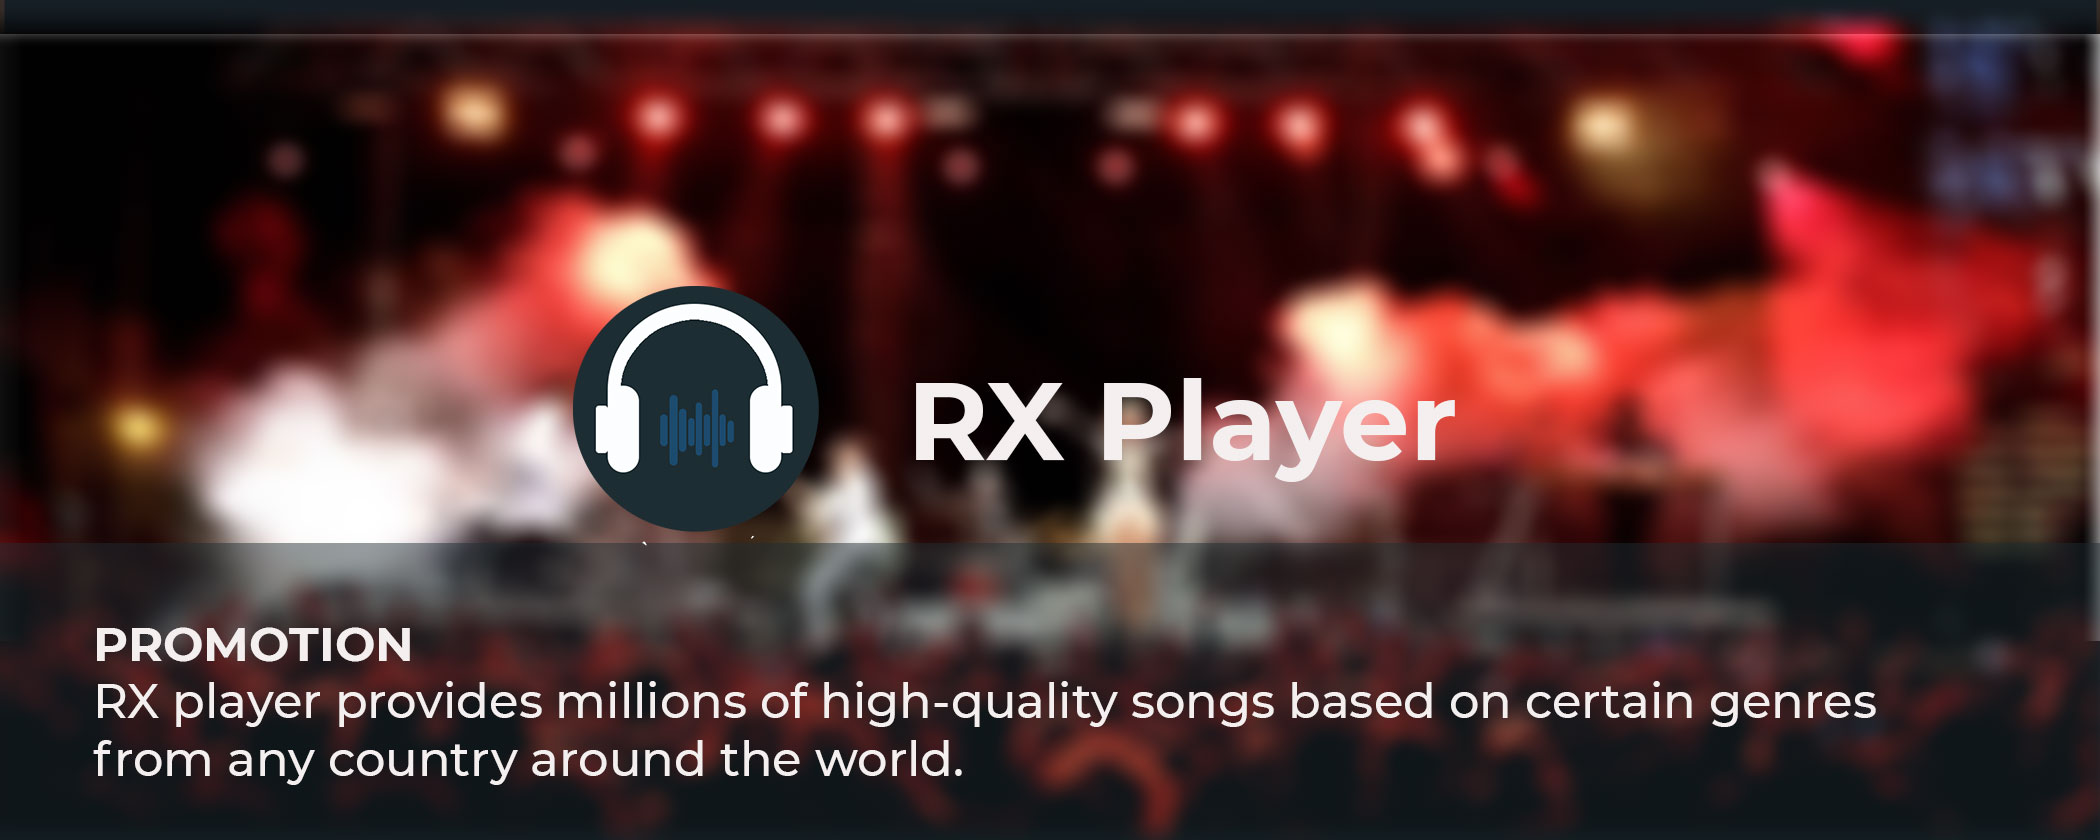 RX Player
PROMOTION
RX player provides millions of high-quality songs based on certain genres
from any country around the world.